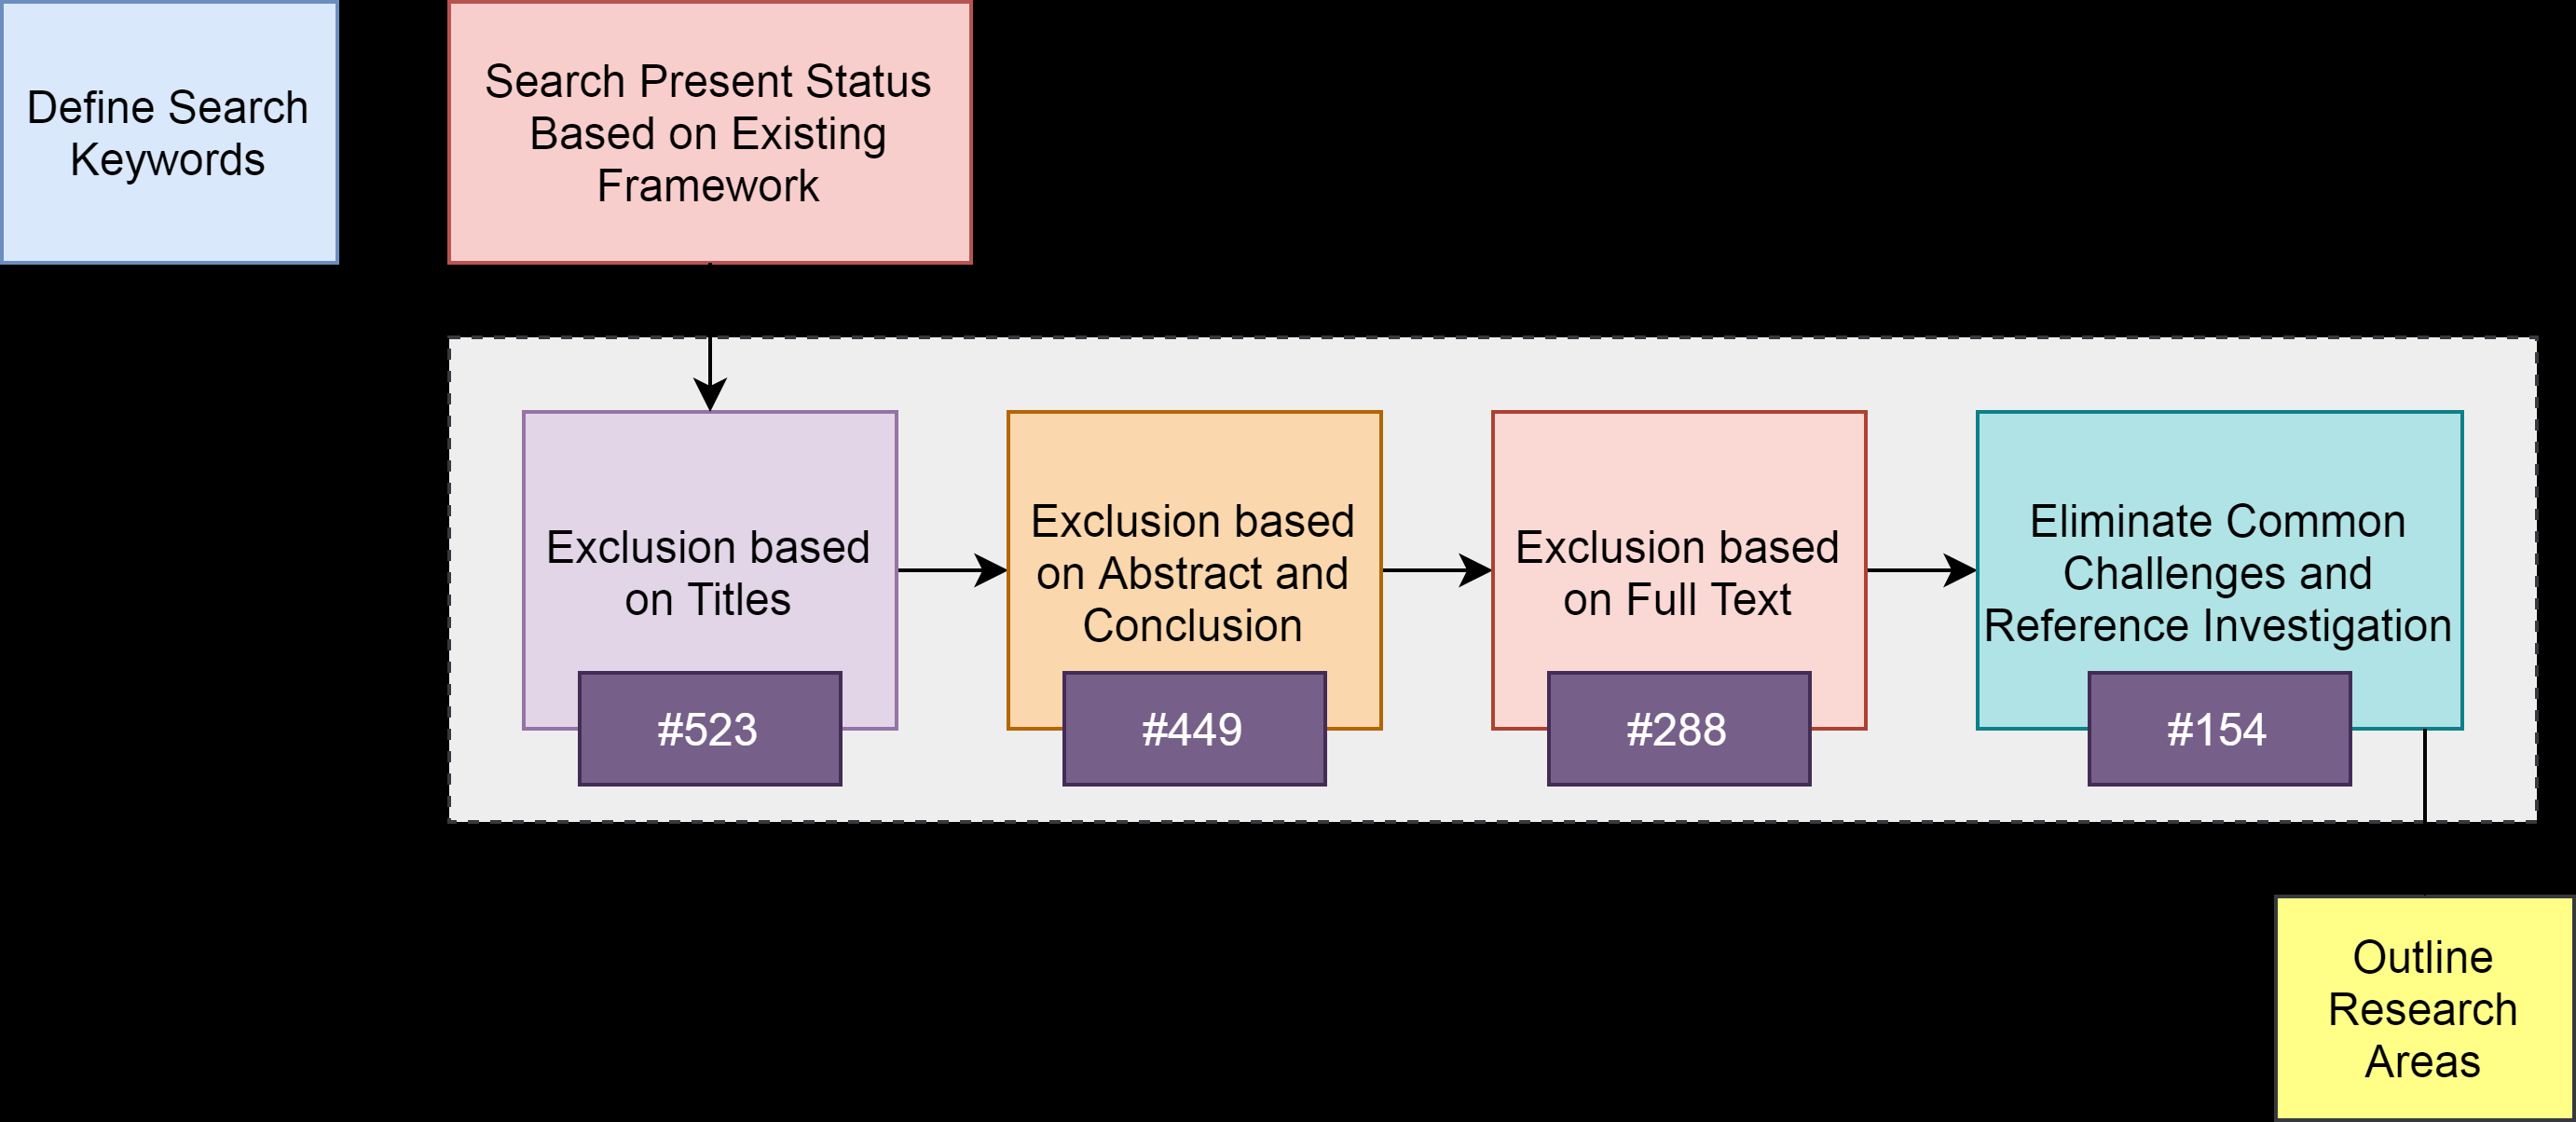 Define Search
Keywords
Search Present Status
Based on Existing
Framework
Exclusion based
on Titles
#523
Exclusion based
on Abstract and
Conclusion
#449
Exclusion based
on Full Text
#288
Eliminate Common
Challenges and
Reference Investigation
#154
Outline
Research
Areas